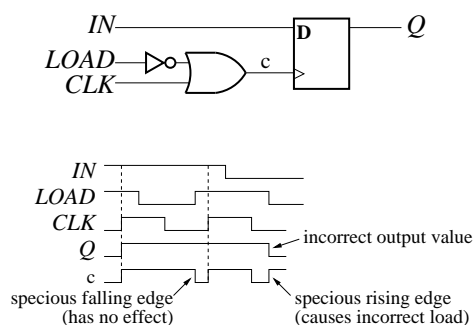 IN
D
Q
LOAD
c
CLK
IN
LOAD
CLK
incorrect output value
Q
c
specious falling edge
(has no effect)
specious rising edge
(causes incorrect load)